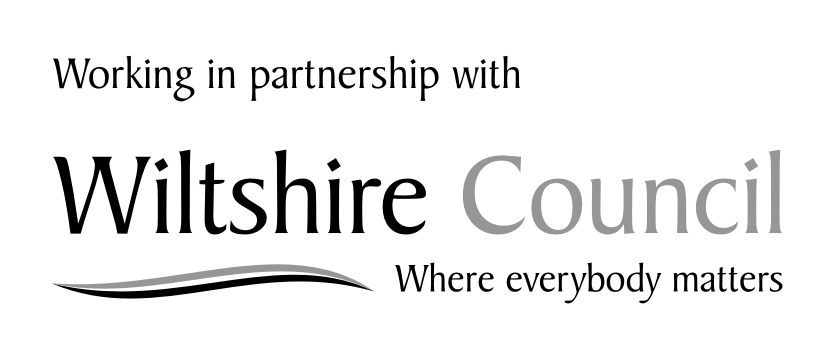 Working in partnership with
Wiltshire Council
Where everybody matters